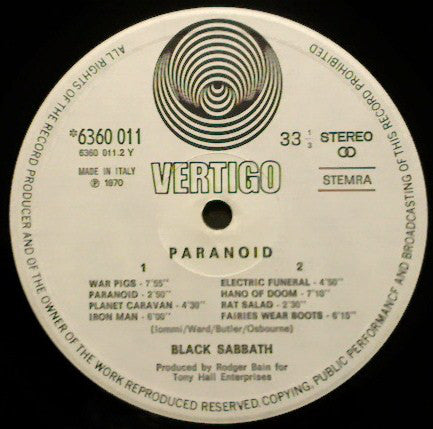 ALL RIGHTS OF THE RECORD PRODUCER AND OF THE OWNER OF THE WORK REPRODUCED RESERVED. COPYING, PUBLIC PERFORMANCE AND BROADCASTING OF THIS RECORD PROHIBITED
*6360 011
6360 011.2 Y
MADE IN ITALY
℗ 1970
33 1/3 STEREO
STEMRA
VERTIGO
PARANOID
1
WAR PIGS - 7'55"
PARANOID - 2'50"
PLANET CARAVAN - 4'30"
IRON MAN - 6'00"
2
ELECTRIC FUNERAL - 4'50"
HANG OF DOOM - 7'10"
RAT SALAD - 2'30"
FAIRIES WEAR BOOTS - 6'15"
(Iommi/Ward/Butler/Osbourne)
BLACK SABBATH
Produced by Rodger Bain for
Tony Hall Enterprises